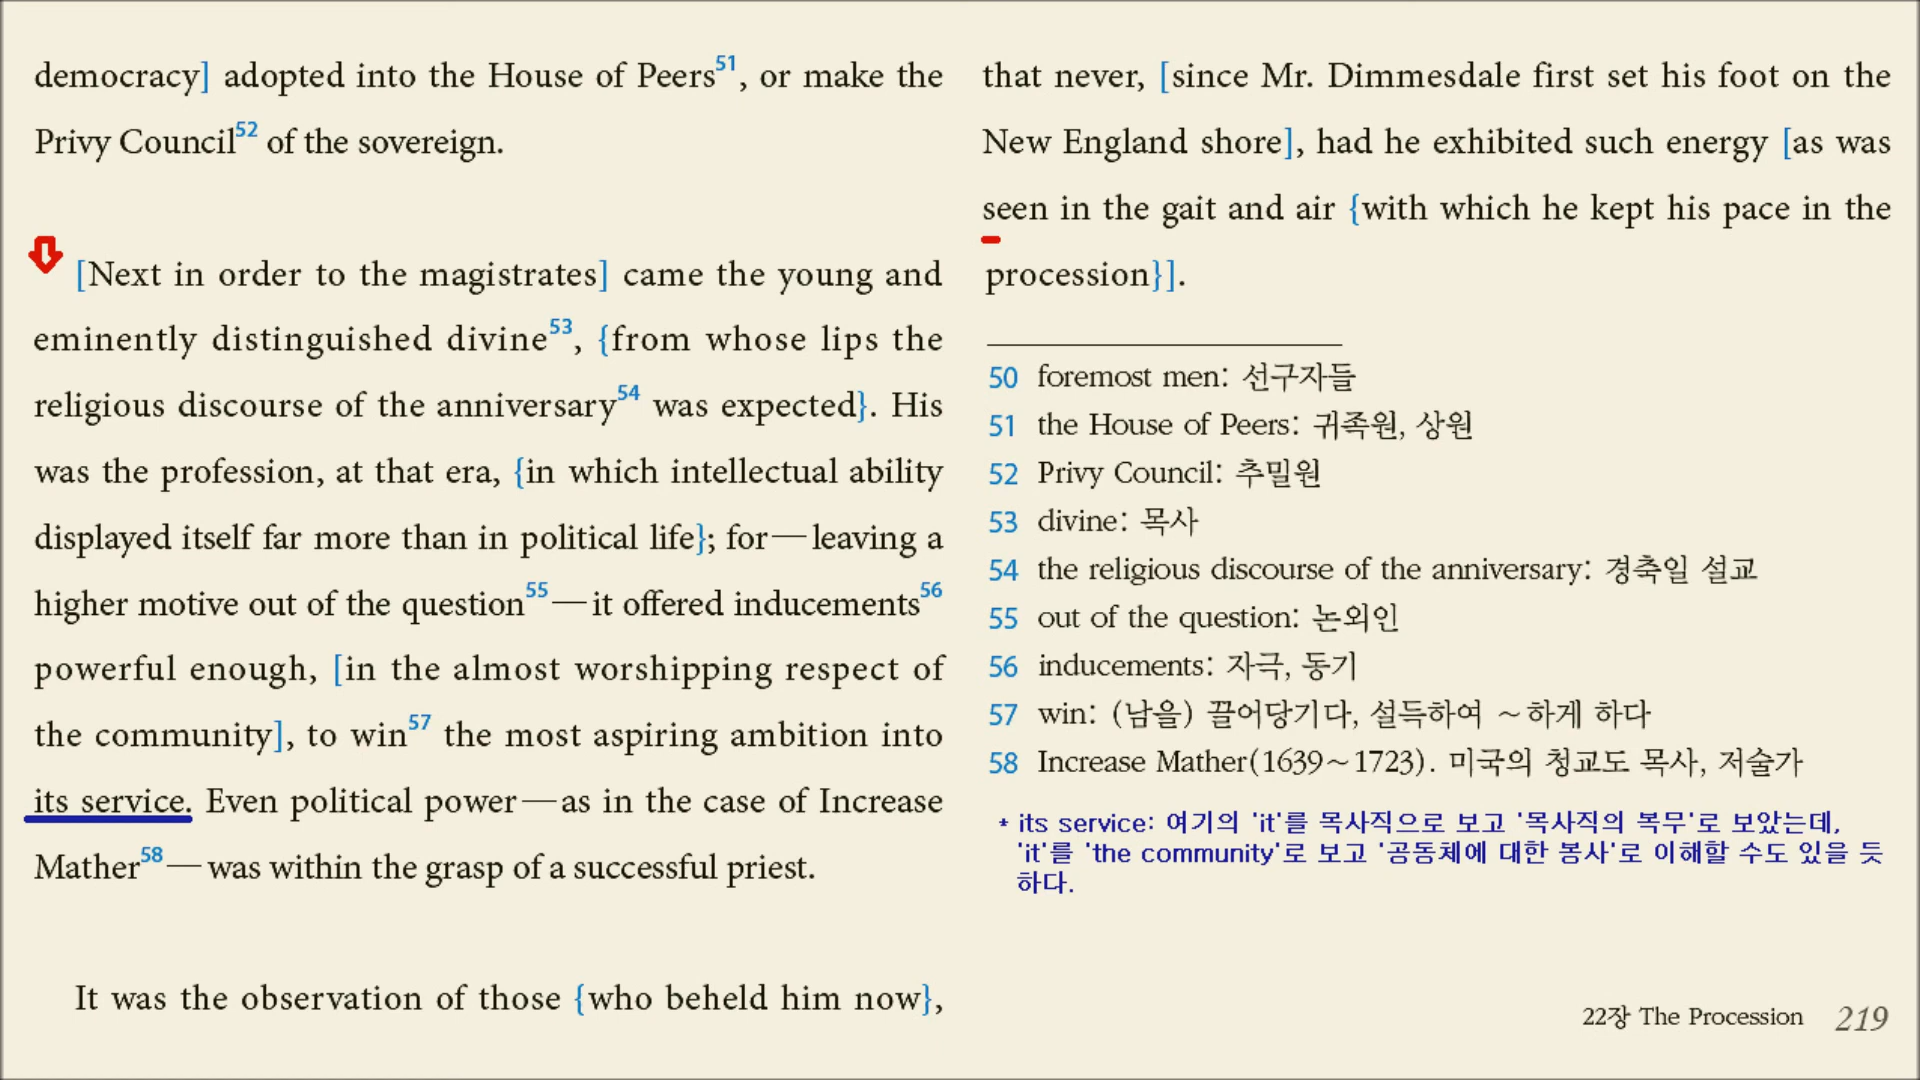 democracy] adopted into the House of Peers51, or make the
Privy Council52 of the sovereign.
[Next in order to the magistrates] came the young and
eminently distinguished divine53, {from whose lips the
religious discourse of the anniversary54 was expected}. His
was the profession, at that era, {in which intellectual ability
displayed itself far more than in political life}; for—leaving a
higher motive out of the question55—it offered inducements56
powerful enough, [in the almost worshipping respect of
the community], to win57 the most aspiring ambition into
its service. Even political power—as in the case of Increase
Mather58—was within the grasp of a successful priest.
It was the observation of those {who beheld him now},
that never, [since Mr. Dimmesdale first set his foot on the
New England shore], had he exhibited such energy [as was
seen in the gait and air {with which he kept his pace in the
procession}].
50 foremost men: 선구자들
51 the House of Peers: 귀족원, 상원
52 Privy Council: 추밀원
53 divine: 목사
54 the religious discourse of the anniversary: 경축일 설교
55 out of the question: 논외인
56 inducements: 자극, 동기
57 win: (남을) 끌어당기다, 설득하여 ~하게 하다
58 Increase Mather(1639~1723). 미국의 청교도 목사, 저술가
* its service: 여기의 'it'를 목사직으로 보고 '목사직의 복무'로 보았는데,
'it'를 'the community'로 보고 '공동체에 대한 봉사'로 이해할 수도 있을 듯
하다.
22장 The Procession 219